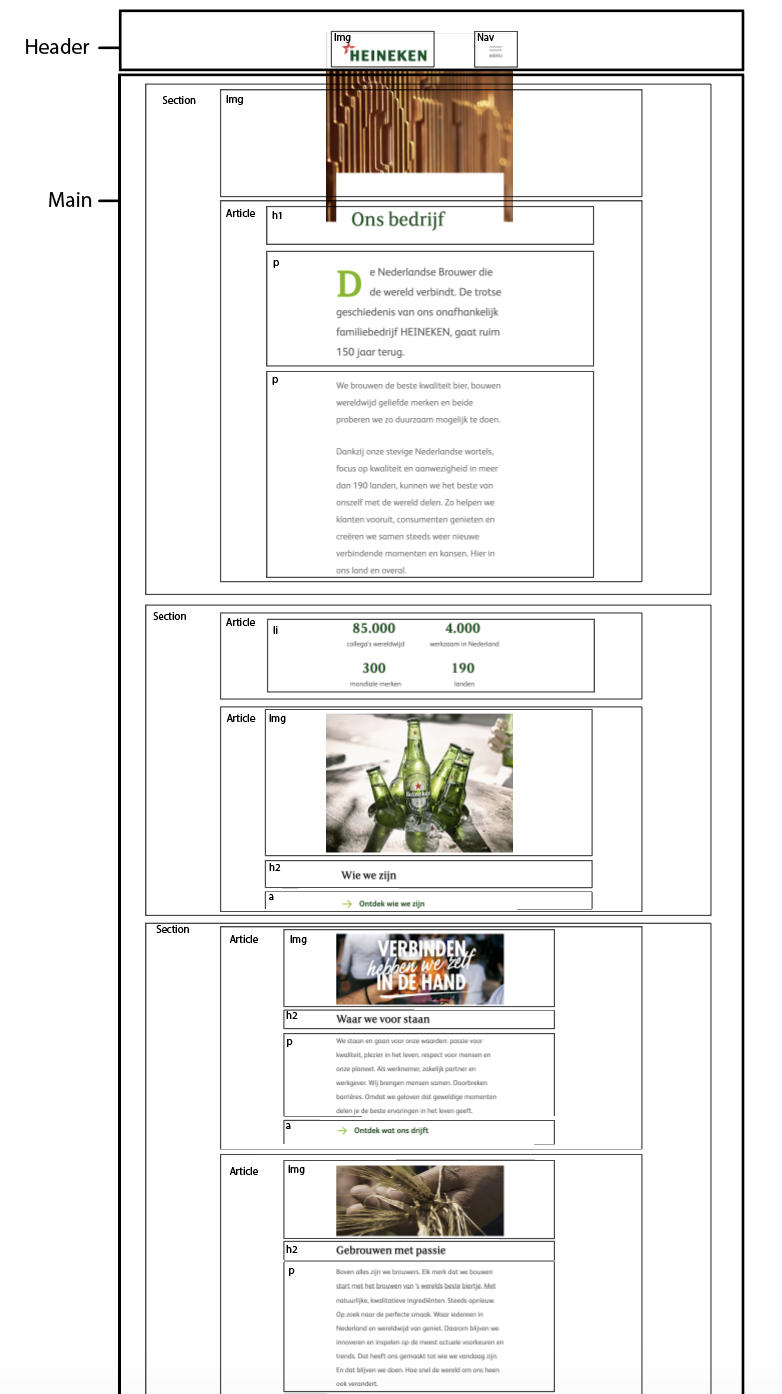 Header
Img
HEINEKEN
Nav
MENU
Main
Section
Img
Article
h1
Ons bedrijf
p
De Nederlandse Brouwer die
de wereld verbindt. De trotse
geschiedenis van ons onafhankelijk
familiebedrijf HEINEKEN, gaat ruim
150 jaar terug.
p
We brouwen de beste kwaliteit bier, bouwen
wereldwijd geliefde merken en beide
proberen we zo duurzaam mogelijk te doen.
Dankzij onze stevige Nederlandse wortels,
focus op kwaliteit en aanwezigheid in meer
dan 190 landen, kunnen we het beste van
onszelf met de wereld delen. Zo helpen we
klanten vooruit, consumenten genieten en
creëren we samen steeds weer nieuwe
verbindende momenten en kansen. Hier in
ons land en overal.
Section
Article
li
85.000 4.000
collega's wereldwijd werkzaam in Nederland
300 190
mondiale merken landen
Article
Img
Heineken
h2
Wie we zijn
a
Ontdek wie we zijn
Section
Article
Img
VERBINDEN
hebben we zelf
IN DE HAND
h2
Waar we voor staan
p
We staan en gaan voor onze waarden: passie voor
kwaliteit, plezier in het leven, respect voor mensen en
onze planeet. Als werknemer, zakelijk partner en
werkgever. Wij brengen mensen samen. Doorbreken
barrières. Omdat we geloven dat geweldige momenten
delen je de beste ervaringen in het leven geeft.
a
Ontdek wat ons drijft
Article
Img
h2
Gebrouwen met passie
p
Boven alles zijn we brouwers. Elk merk dat we bouwen
start met het brouwen van 's werelds beste biertje. Met
natuurlijke, kwalitatieve ingrediënten. Steeds opnieuw.
Op zoek naar de perfecte smaak. Waar iedereen in
Nederland en wereldwijd van geniet. Daarom blijven we
innoveren en inspelen op de meest actuele voorkeuren en
trends. Dat heeft ons gemaakt tot wie we vandaag zijn.
En dat blijven we doen. Hoe snel de wereld om ons heen
ook verandert.